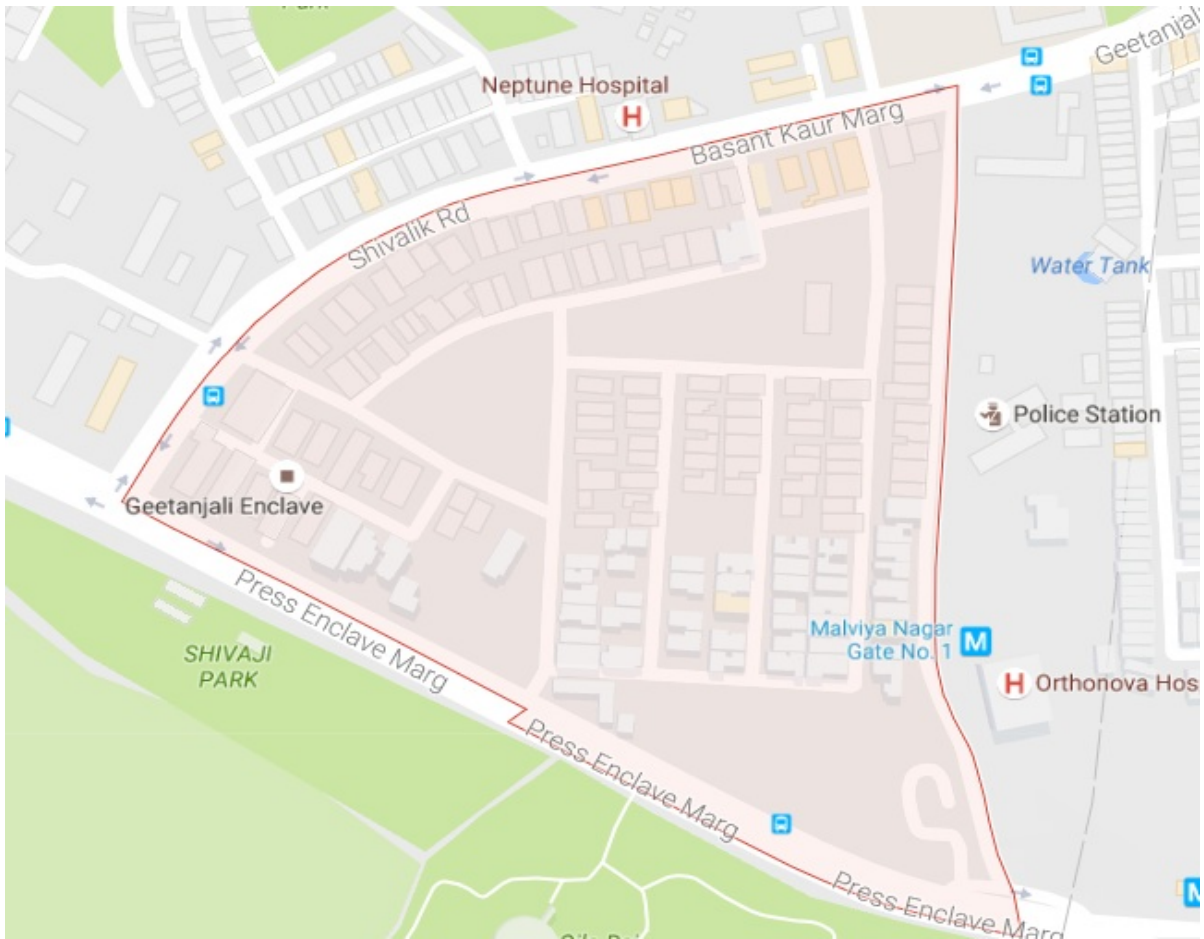 Park
Geetanjali
Neptune Hospital
H
Basant Kaur Marg
Shivalik Rd
Water Tank
Police Station
Geetanjali Enclave
Press Enclave Marg
SHIVAJI
PARK
Malviya Nagar
Gate No. 1
M
H Orthonova Hos
Press Enclave Marg
Press Enclave Marg
M